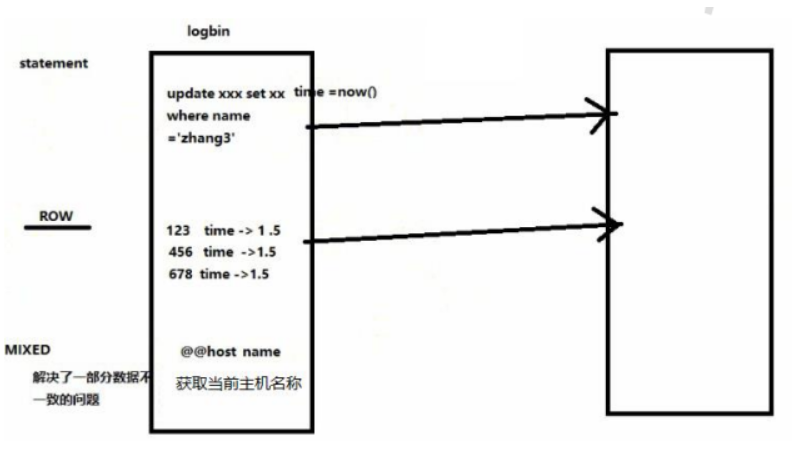 logbin
statement
update xxx set xx time =now()
where name
='zhang3'
ROW
123 time -> 1 .5
456 time ->1.5
678 time ->1.5
MIXED
@@host name
解决了一部分数据不
一致的问题
获取当前主机名称